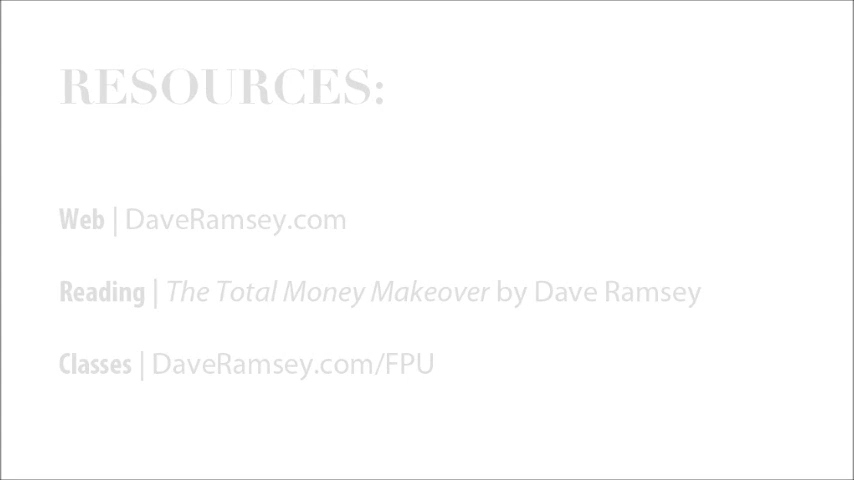 RESOURCES:
Web | DaveRamsey.com
Reading | The Total Money Makeover by Dave Ramsey
Classes | DaveRamsey.com/FPU